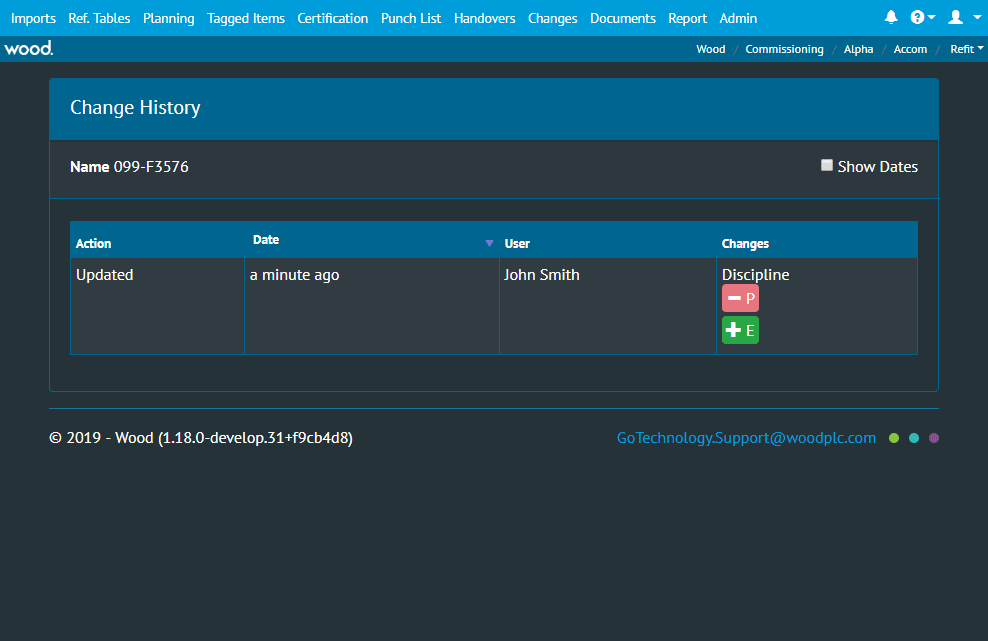 Imports Ref. Tables Planning Tagged Items Certification Punch List Handovers Changes Documents Report Admin
wood. Wood / Commissioning / Alpha / Accom / Refit
Change History
Name 099-F3576 Show Dates
Action Date User Changes
Updated a minute ago John Smith Discipline
P
E
© 2019 - Wood (1.18.0-develop.31+f9cb4d8) GoTechnology.Support@woodplc.com